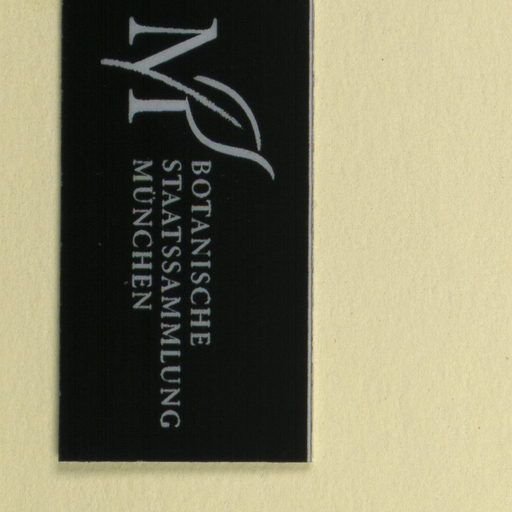 M
BOTANISCHE
STAATSSAMMLUNG
MÜNCHEN